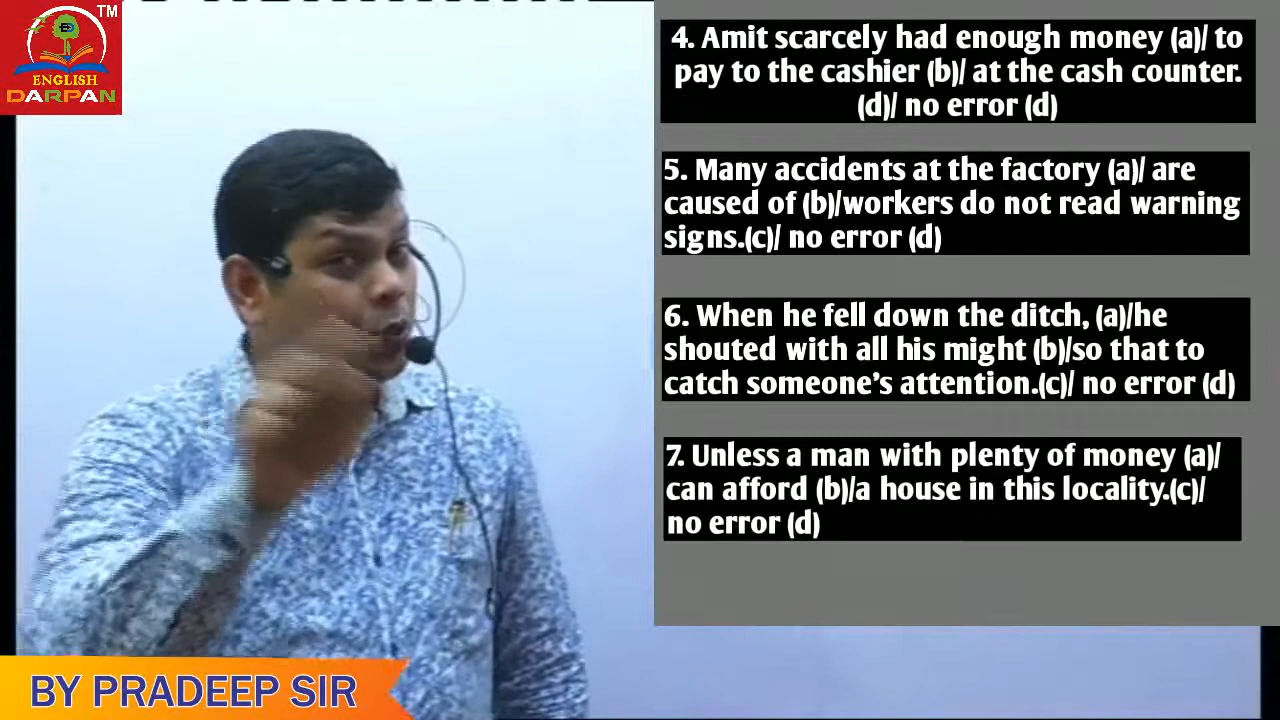 TM
ENGLISH
DARPAN
4. Amit scarcely had enough money (a)/ to
pay to the cashier (b)/ at the cash counter.
(d)/ no error (d)
5. Many accidents at the factory (a)/ are
caused of (b)/workers do not read warning
signs.(c)/ no error (d)
6. When he fell down the ditch, (a)/he
shouted with all his might (b)/so that to
catch someone’s attention.(c)/ no error (d)
7. Unless a man with plenty of money (a)/
can afford (b)/a house in this locality.(c)/
no error (d)
BY PRADEEP SIR